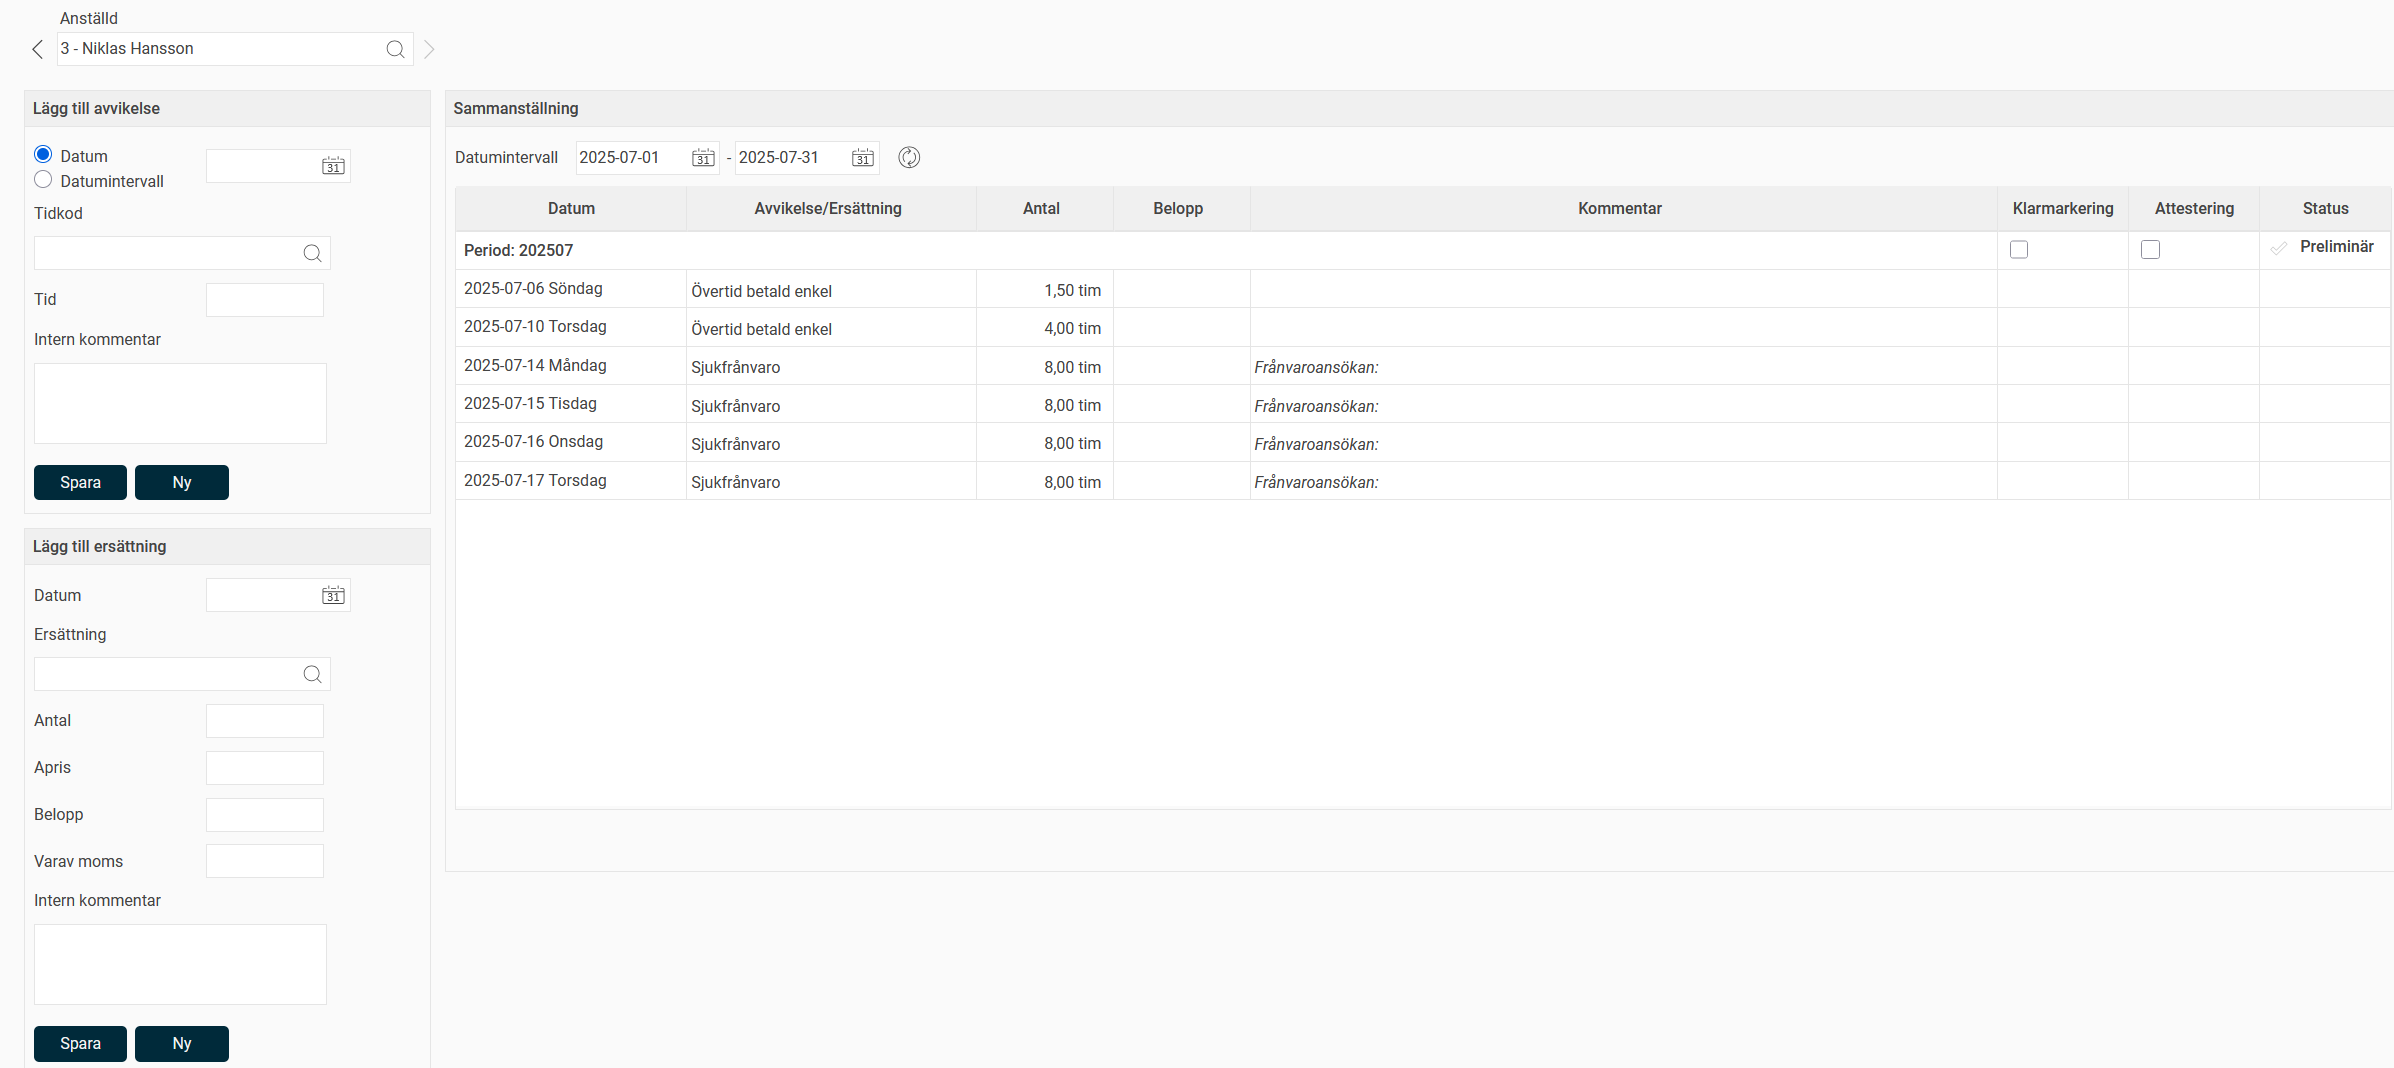 Anställd
3 - Niklas Hansson
Lägg till avvikelse
Datum
31
Datumintervall
Tidkod
Tid
Intern kommentar
Spara Ny
Lägg till ersättning
Datum 31
Ersättning
Antal
Apris
Belopp
Varav moms
Intern kommentar
Spara Ny
Sammanställning
Datumintervall 2025-07-01 31 - 2025-07-31 31
Datum Avvikelse/Ersättning Antal Belopp Kommentar Klarmarkering Attestering Status
Period: 202507 Preliminär
2025-07-06 Söndag Övertid betald enkel 1,50 tim
2025-07-10 Torsdag Övertid betald enkel 4,00 tim
2025-07-14 Måndag Sjukfrånvaro 8,00 tim Frånvaroansökan:
2025-07-15 Tisdag Sjukfrånvaro 8,00 tim Frånvaroansökan:
2025-07-16 Onsdag Sjukfrånvaro 8,00 tim Frånvaroansökan:
2025-07-17 Torsdag Sjukfrånvaro 8,00 tim Frånvaroansökan: